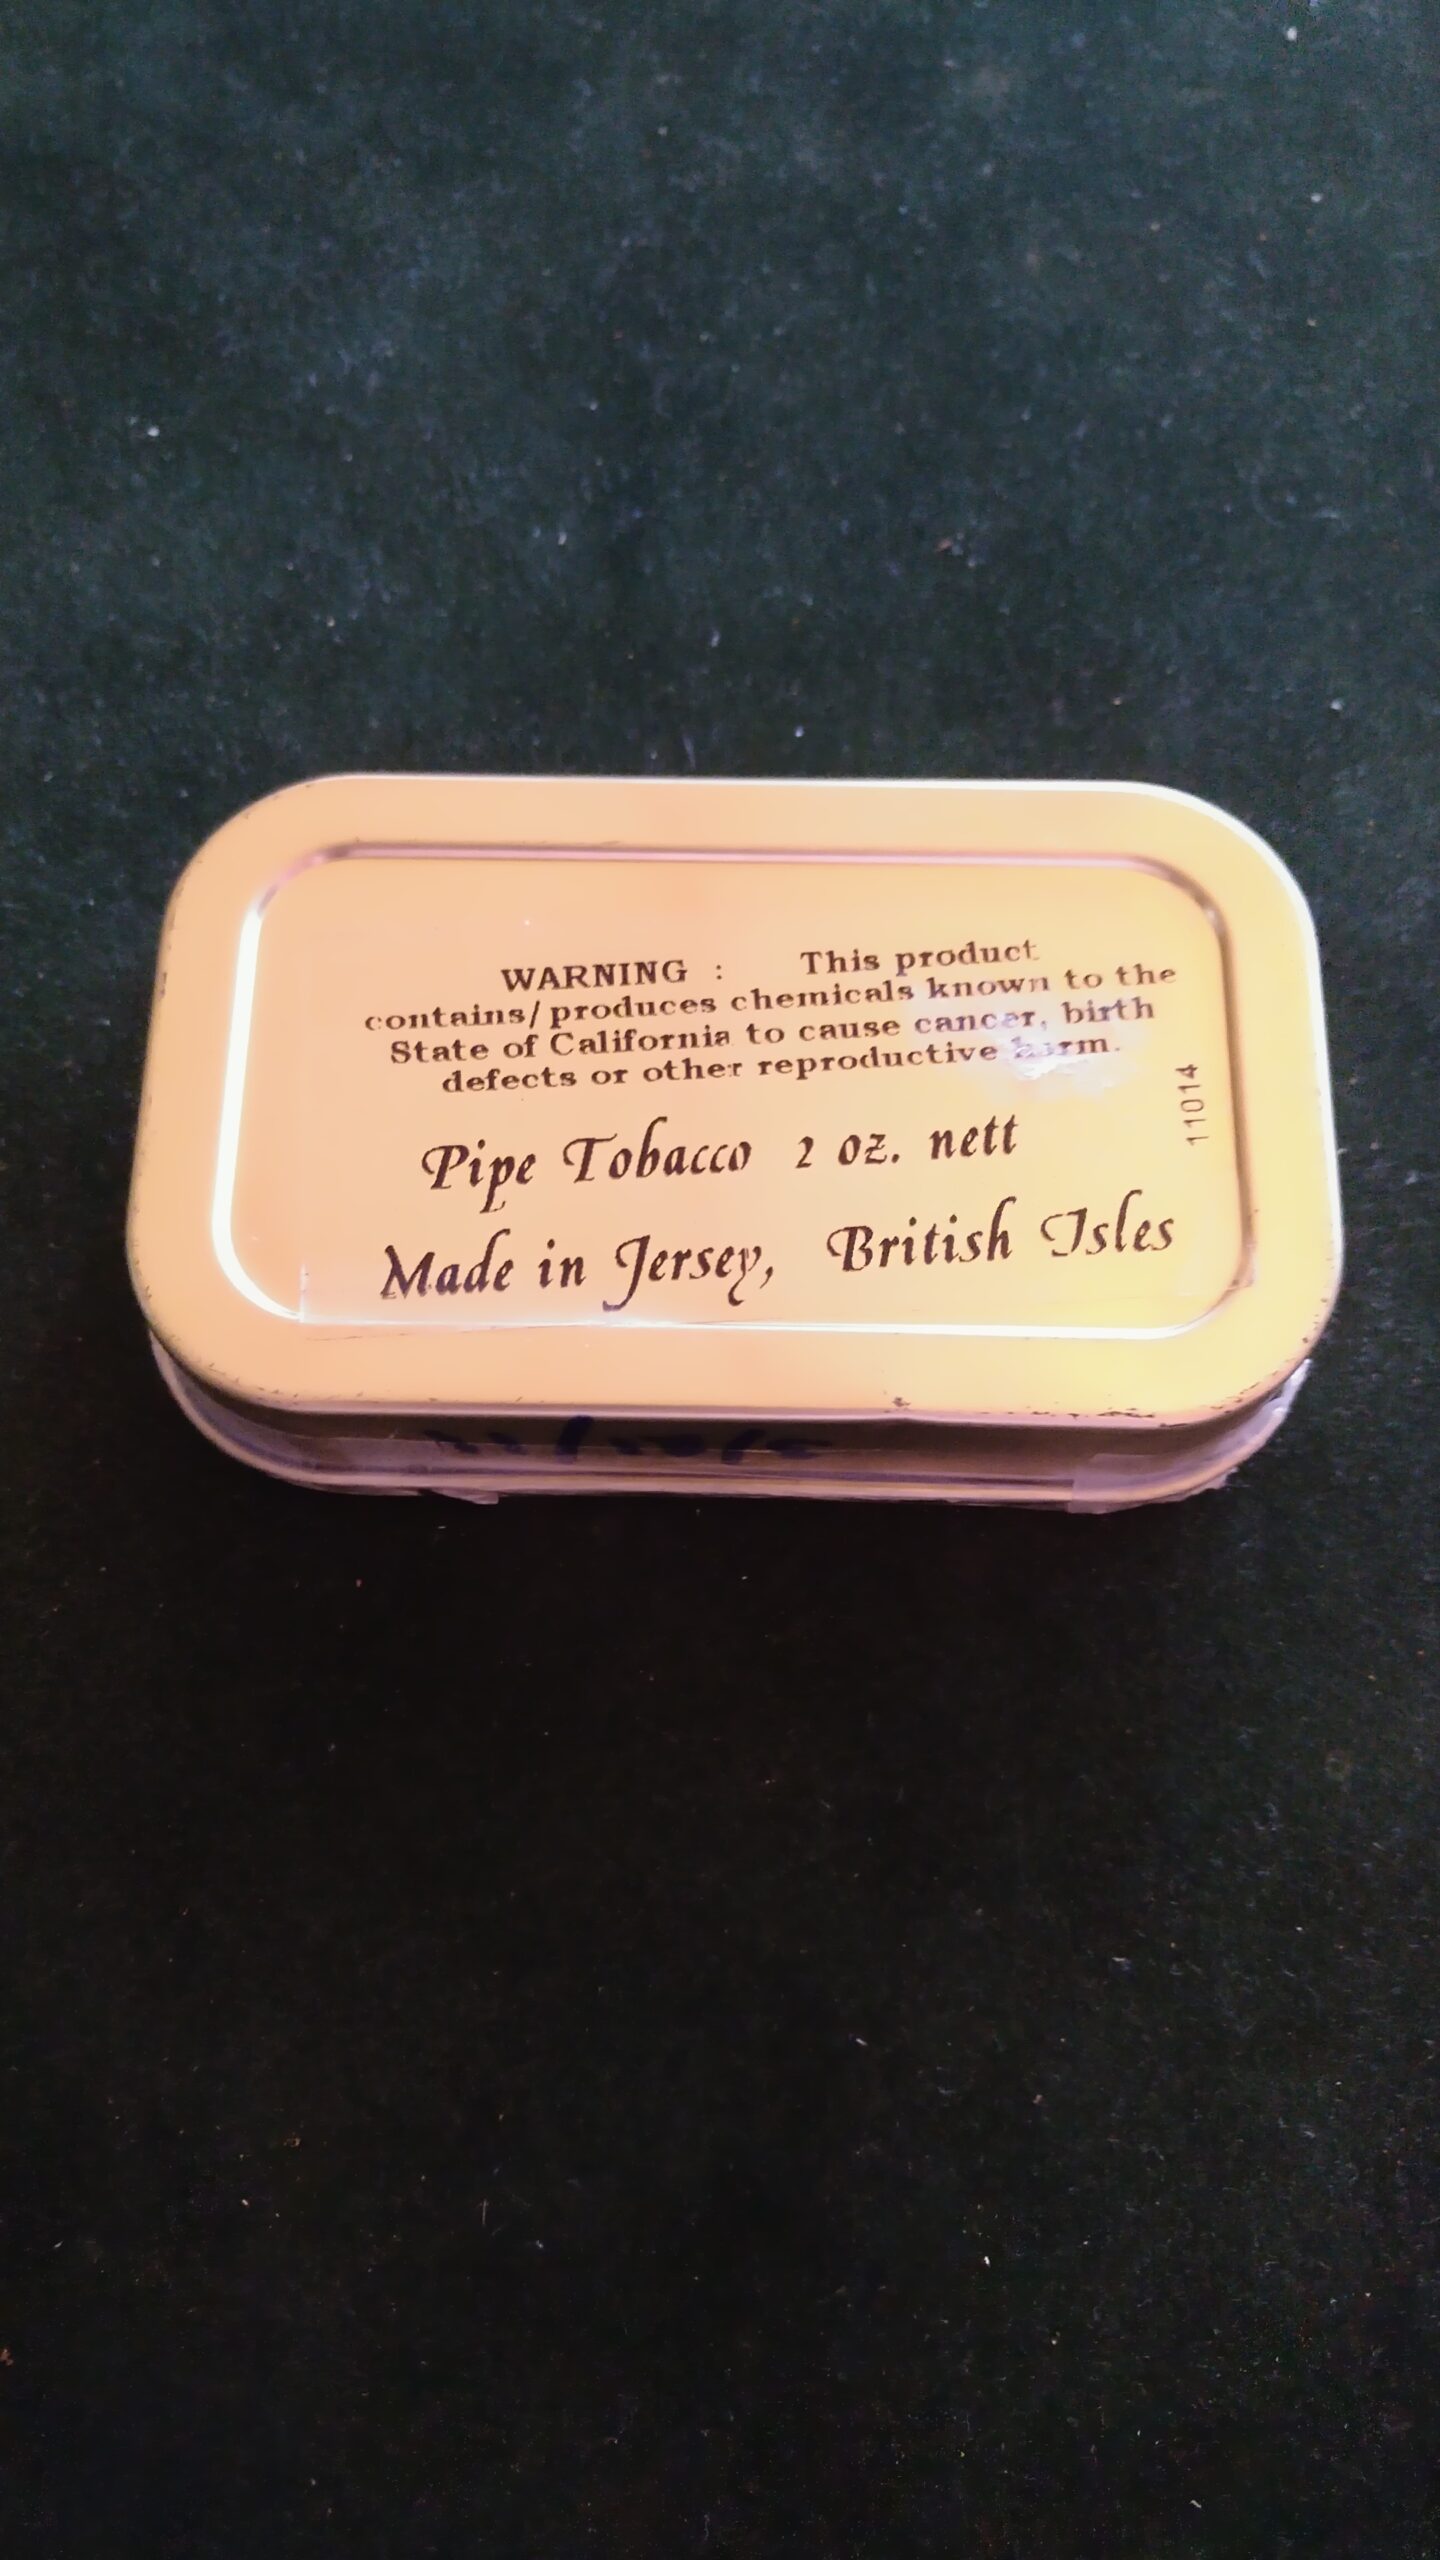 WARNING : This product
contains/produces chemicals known to the
State of California to cause cancer, birth
defects or other reproductive harm.
11014
Pipe Tobacco 2 oz. nett
Made in Jersey, British Isles